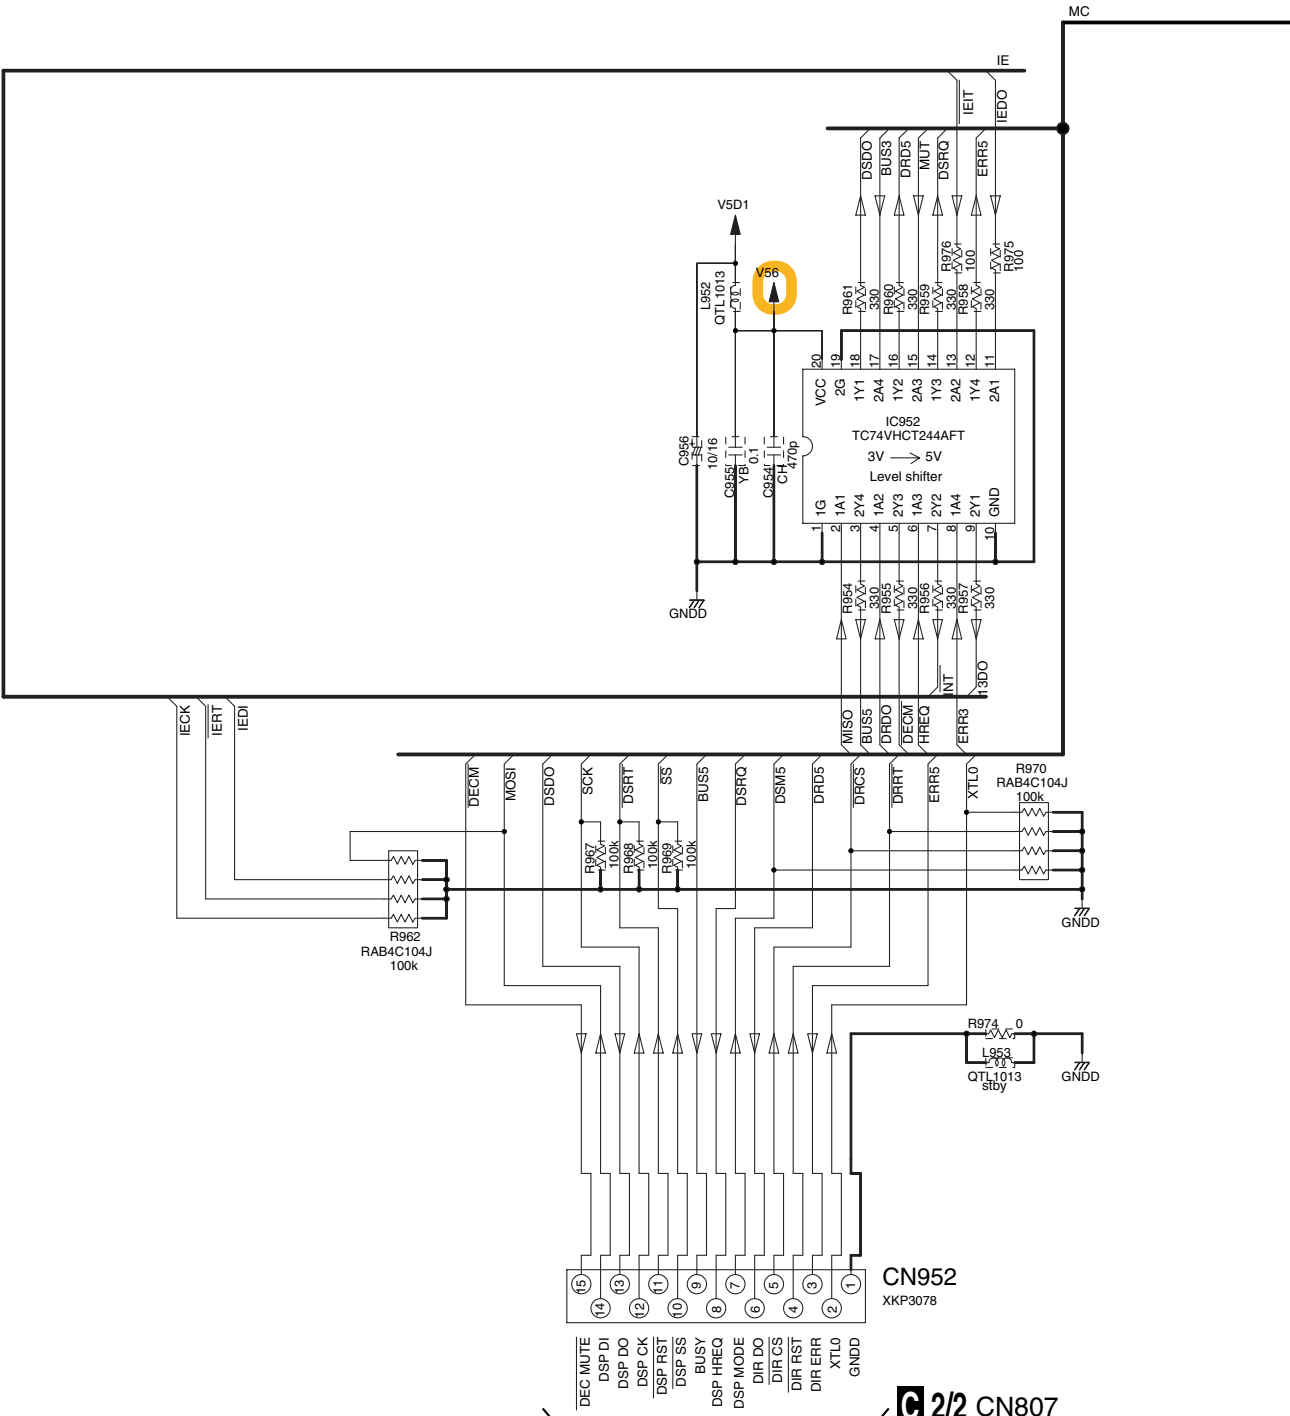 MC
IE
IEIT
IEDO
DSDO
BUS3
DRD5
MUT
DSRQ
ERR5
V5D1
V56
L952
QTL1013
R976
100
R975
100
R961
330
R960
330
R959
330
R958
330
20 19 18 17 16 15 14 13 12 11
VCC 2G 1Y1 2A4 1Y2 2A3 1Y3 2A2 1Y4 2A1
IC952
TC74VHCT244AFT
3V 5V
Level shifter
1G 1A1 2Y4 1A2 2Y3 1A3 2Y2 1A4 2Y1 GND
1 2 3 4 5 6 7 8 9 10
C956
10/16
C955
YB
0.1
C954
CH
470p
GNDD
R954
330
R955
330
R956
330
R957
330
INT
13DO
IECK
IERT
IEDI
MISO
BUS5
DRDO
DECM
HREQ
ERR3
DECM
MOSI
DSDO
SCK
DSRT
SS
BUS5
DSRQ
DSM5
DRD5
DRCS
DRRT
ERR5
XTL0
R970
RAB4C104J
100k
R967
100k
R968
100k
R969
100k
GNDD
R962
RAB4C104J
100k
R974 0
L953
QTL1013
stby
GNDD
15 13 11 9 7 5 3 1
14 12 10 8 6 4 2
CN952
XKP3078
DEC MUTE
DSP DI
DSP DO
DSP CK
DSP RST
DSP SS
BUSY
DSP HREQ
DSP MODE
DIR DO
DIR CS
DIR RST
DIR ERR
XTL0
GNDD
C 2/2 CN807